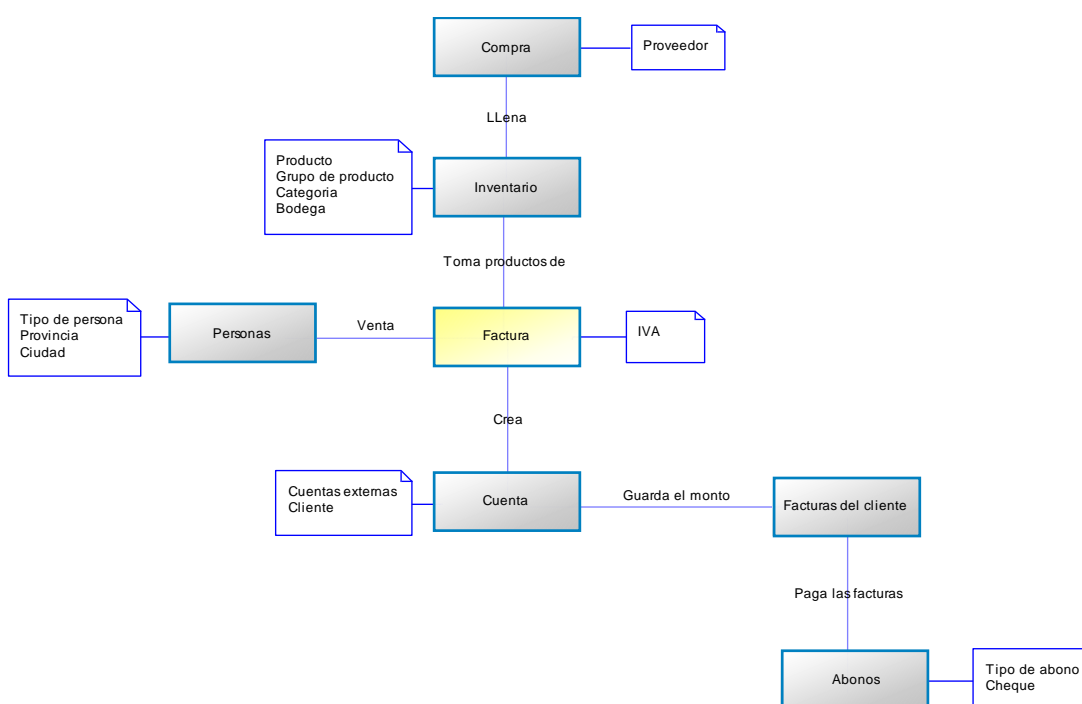 Compra
Proveedor
LLena
Producto
Grupo de producto
Categoria
Bodega
Inventario
Toma productos de
Tipo de persona
Provincia
Ciudad
Personas
Venta
Factura
IVA
Crea
Cuentas externas
Cliente
Cuenta
Guarda el monto
Facturas del cliente
Paga las facturas
Abonos
Tipo de abono
Cheque